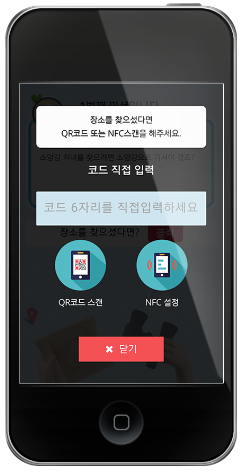 장소를 찾으셨다면
QR코드 또는 NFC스캔을 해주세요.
코드 직접 입력
코드 6자리를 직접입력하세요
장소를 찾으셨다면?
QR코드 스캔
NFC 설정
✖ 닫기